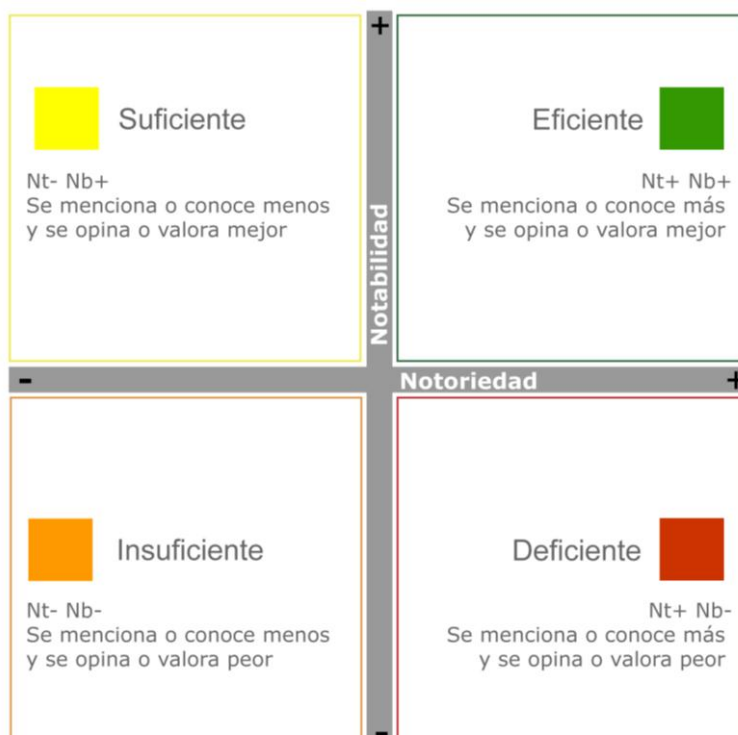 +
Suficiente
Nt- Nb+
Se menciona o conoce menos
y se opina o valora mejor
Notabilidad
Eficiente
Nt+ Nb+
Se menciona o conoce más
y se opina o valora mejor
-
Notoriedad
+
Insuficiente
Nt- Nb-
Se menciona o conoce menos
y se opina o valora peor
Deficiente
Nt+ Nb-
Se menciona o conoce más
y se opina o valora peor
-